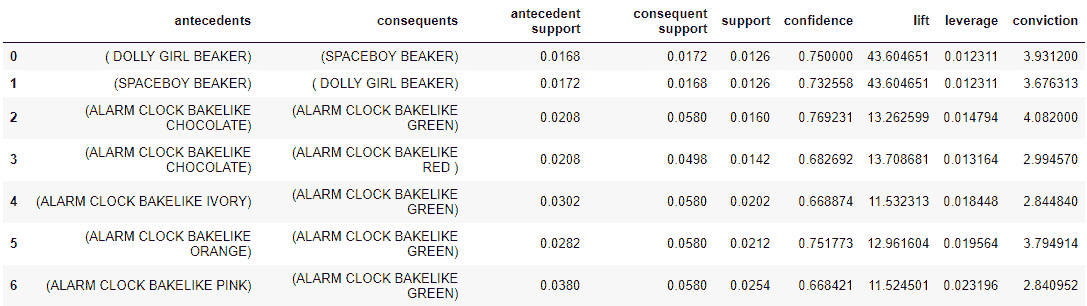 antecedents consequents antecedent support consequent support support confidence lift leverage conviction
0 ( DOLLY GIRL BEAKER) (SPACEBOY BEAKER) 0.0168 0.0172 0.0126 0.750000 43.604651 0.012311 3.931200
1 (SPACEBOY BEAKER) ( DOLLY GIRL BEAKER) 0.0172 0.0168 0.0126 0.732558 43.604651 0.012311 3.676313
2 (ALARM CLOCK BAKELIKE CHOCOLATE) (ALARM CLOCK BAKELIKE GREEN) 0.0208 0.0580 0.0160 0.769231 13.262599 0.014794 4.082000
3 (ALARM CLOCK BAKELIKE CHOCOLATE) (ALARM CLOCK BAKELIKE RED ) 0.0208 0.0498 0.0142 0.682692 13.708681 0.013164 2.994570
4 (ALARM CLOCK BAKELIKE IVORY) (ALARM CLOCK BAKELIKE GREEN) 0.0302 0.0580 0.0202 0.668874 11.532313 0.018448 2.844840
5 (ALARM CLOCK BAKELIKE ORANGE) (ALARM CLOCK BAKELIKE GREEN) 0.0282 0.0580 0.0212 0.751773 12.961604 0.019564 3.794914
6 (ALARM CLOCK BAKELIKE PINK) (ALARM CLOCK BAKELIKE GREEN) 0.0380 0.0580 0.0254 0.668421 11.524501 0.023196 2.840952